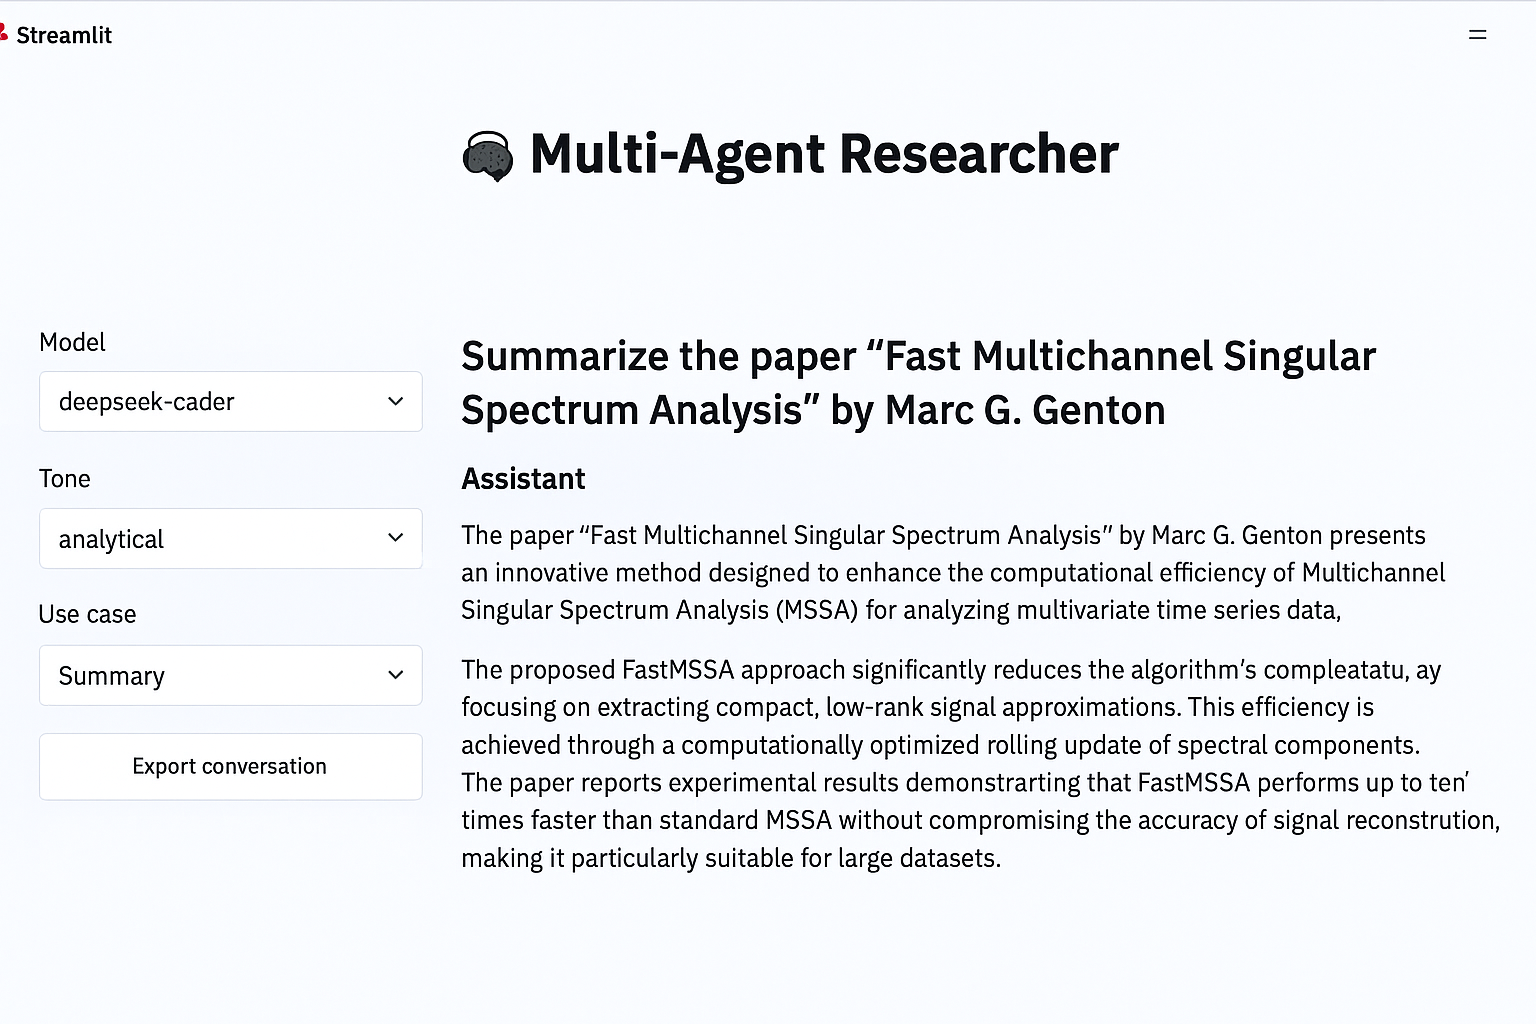 Streamlit
Multi-Agent Researcher
Model
deepseek-cader
Tone
analytical
Use case
Summary
Export conversation
Summarize the paper “Fast Multichannel Singular
Spectrum Analysis” by Marc G. Genton
Assistant
The paper “Fast Multichannel Singular Spectrum Analysis” by Marc G. Genton presents
an innovative method designed to enhance the computational efficiency of Multichannel
Singular Spectrum Analysis (MSSA) for analyzing multivariate time series data,
The proposed FastMSSA approach significantly reduces the algorithm’s compleatatu, ay
focusing on extracting compact, low-rank signal approximations. This efficiency is
achieved through a computationally optimized rolling update of spectral components.
The paper reports experimental results demonstrarting that FastMSSA performs up to ten’
times faster than standard MSSA without compromising the accuracy of signal reconstrution,
making it particularly suitable for large datasets.